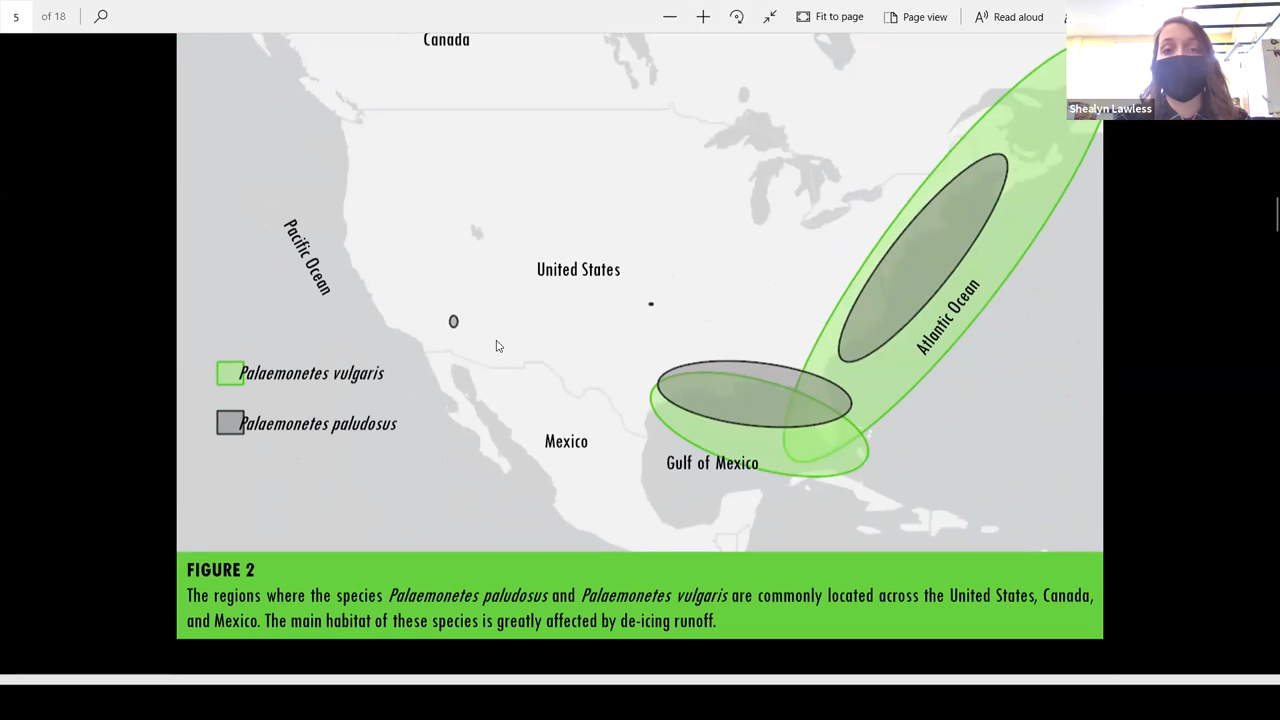 5 of 18 Fit to page Page view Read aloud
Canada
Shealyn Lawless
Pacific Ocean
United States
Atlantic Ocean
Palaemonetes vulgaris
Palaemonetes paludosus
Mexico
Gulf of Mexico
FIGURE 2
The regions where the species Palaemonetes paludosus and Palaemonetes vulgaris are commonly located across the United States, Canada,
and Mexico. The main habitat of these species is greatly affected by de-icing runoff.